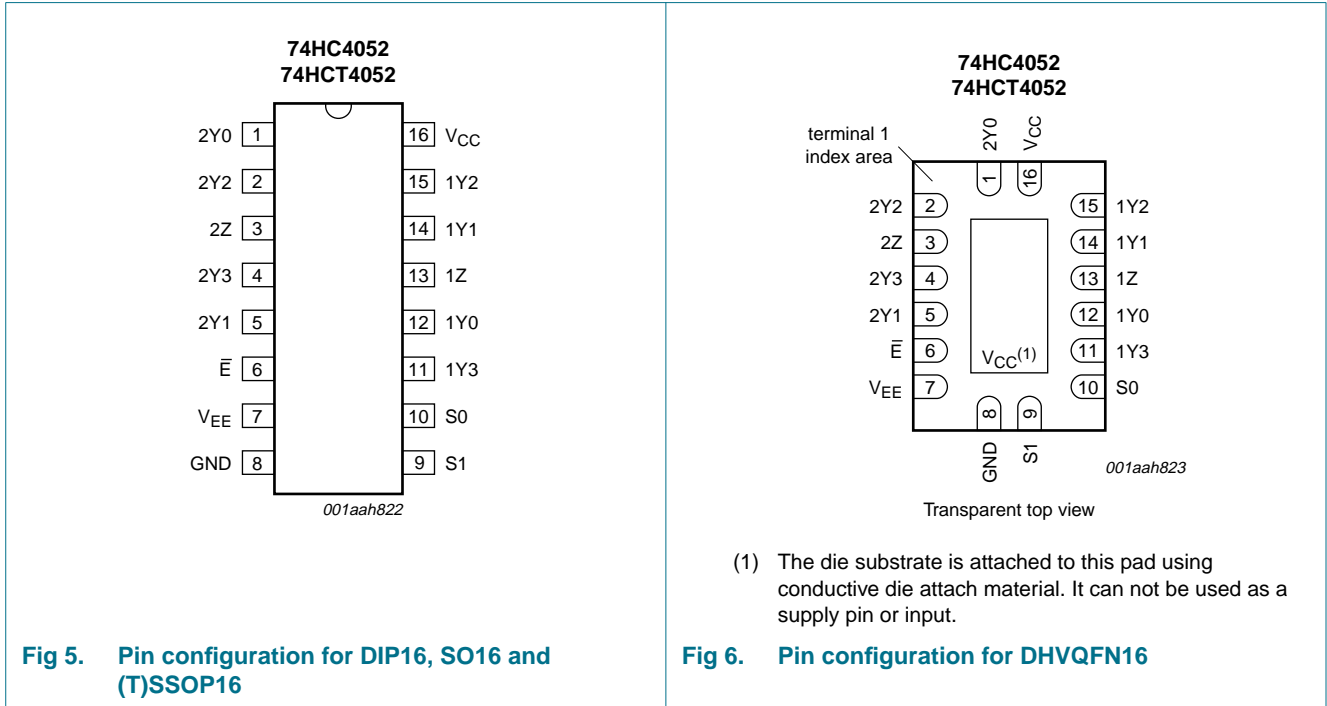 74HC4052
74HCT4052
2Y0 1 16 VCC
2Y2 2 15 1Y2
2Z 3 14 1Y1
2Y3 4 13 1Z
2Y1 5 12 1Y0
E̅ 6 11 1Y3
VEE 7 10 S0
GND 8 9 S1
001aah822
Fig 5. Pin configuration for DIP16, SO16 and
(T)SSOP16
74HC4052
74HCT4052
terminal 1
index area
2Y0 VCC
1 16
2Y2 2 15 1Y2
2Z 3 14 1Y1
2Y3 4 13 1Z
2Y1 5 12 1Y0
E̅ 6 VCC(1) 11 1Y3
VEE 7 10 S0
8 9
GND S1
001aah823
Transparent top view
(1) The die substrate is attached to this pad using
conductive die attach material. It can not be used as a
supply pin or input.
Fig 6. Pin configuration for DHVQFN16